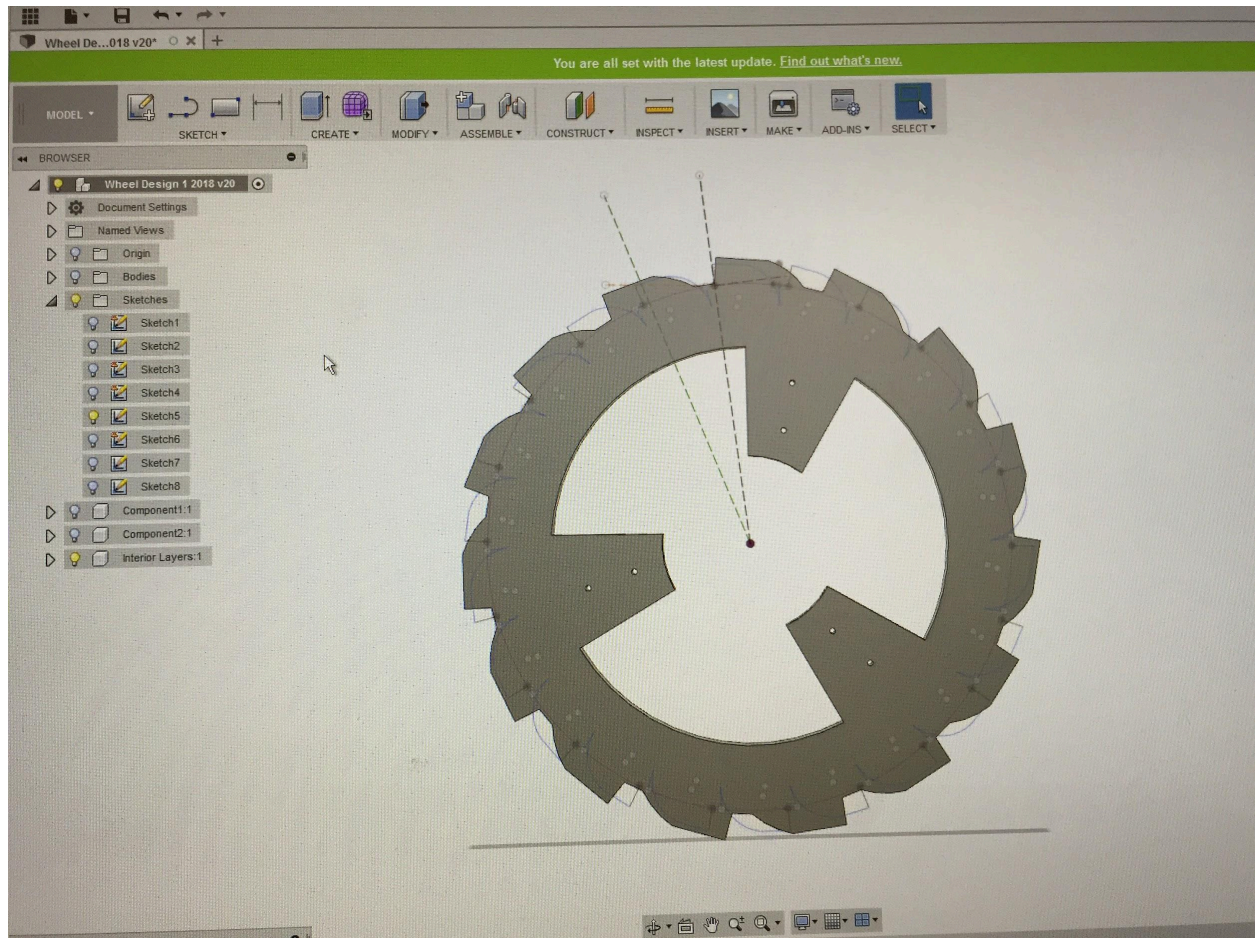 Wheel De...018 v20*
You are all set with the latest update. Find out what's new.
MODEL
SKETCH
CREATE
MODIFY
ASSEMBLE
CONSTRUCT
INSPECT
INSERT
MAKE
ADD-INS
SELECT
BROWSER
Wheel Design 1 2018 v20
Document Settings
Named Views
Origin
Bodies
Sketches
Sketch1
Sketch2
Sketch3
Sketch4
Sketch5
Sketch6
Sketch7
Sketch8
Component1:1
Component2:1
Interior Layers:1